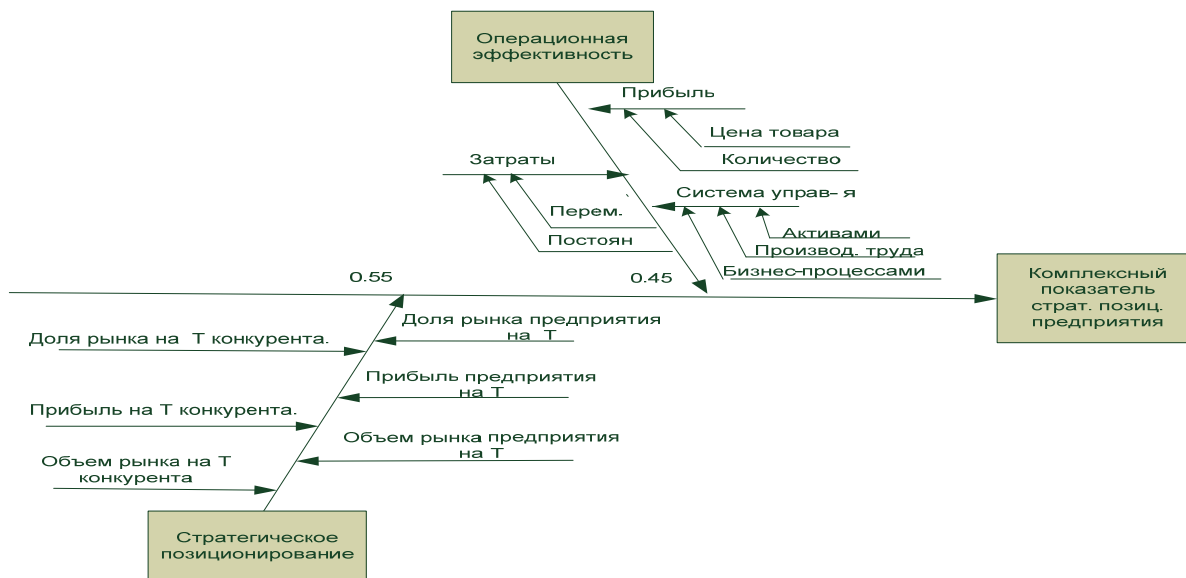 Операционная
эффективность
Прибыль
Цена товара
Количество
Затраты
Перем.
Постоян
Система управ- я
Активами
Производ. труда
Бизнес-процессами
0.55
0.45
Комплексный
показатель
страт. позиц.
предприятия
Доля рынка на Т конкурента.
Доля рынка предприятия
на Т
Прибыль предприятия
на Т
Прибыль на Т конкурента.
Объем рынка предприятия
на Т
Объем рынка на Т
конкурента
Стратегическое
позиционирование